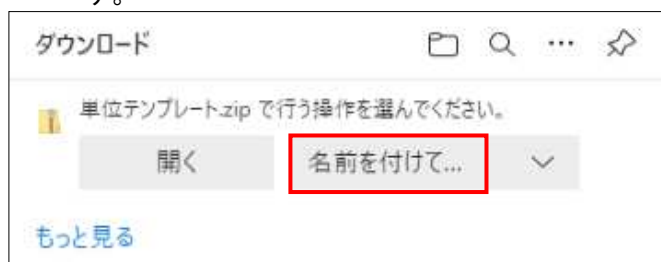 す。
ダウンロード
単位テンプレート.zip で行う操作を選んでください。
開く 名前を付けて...
もっと見る